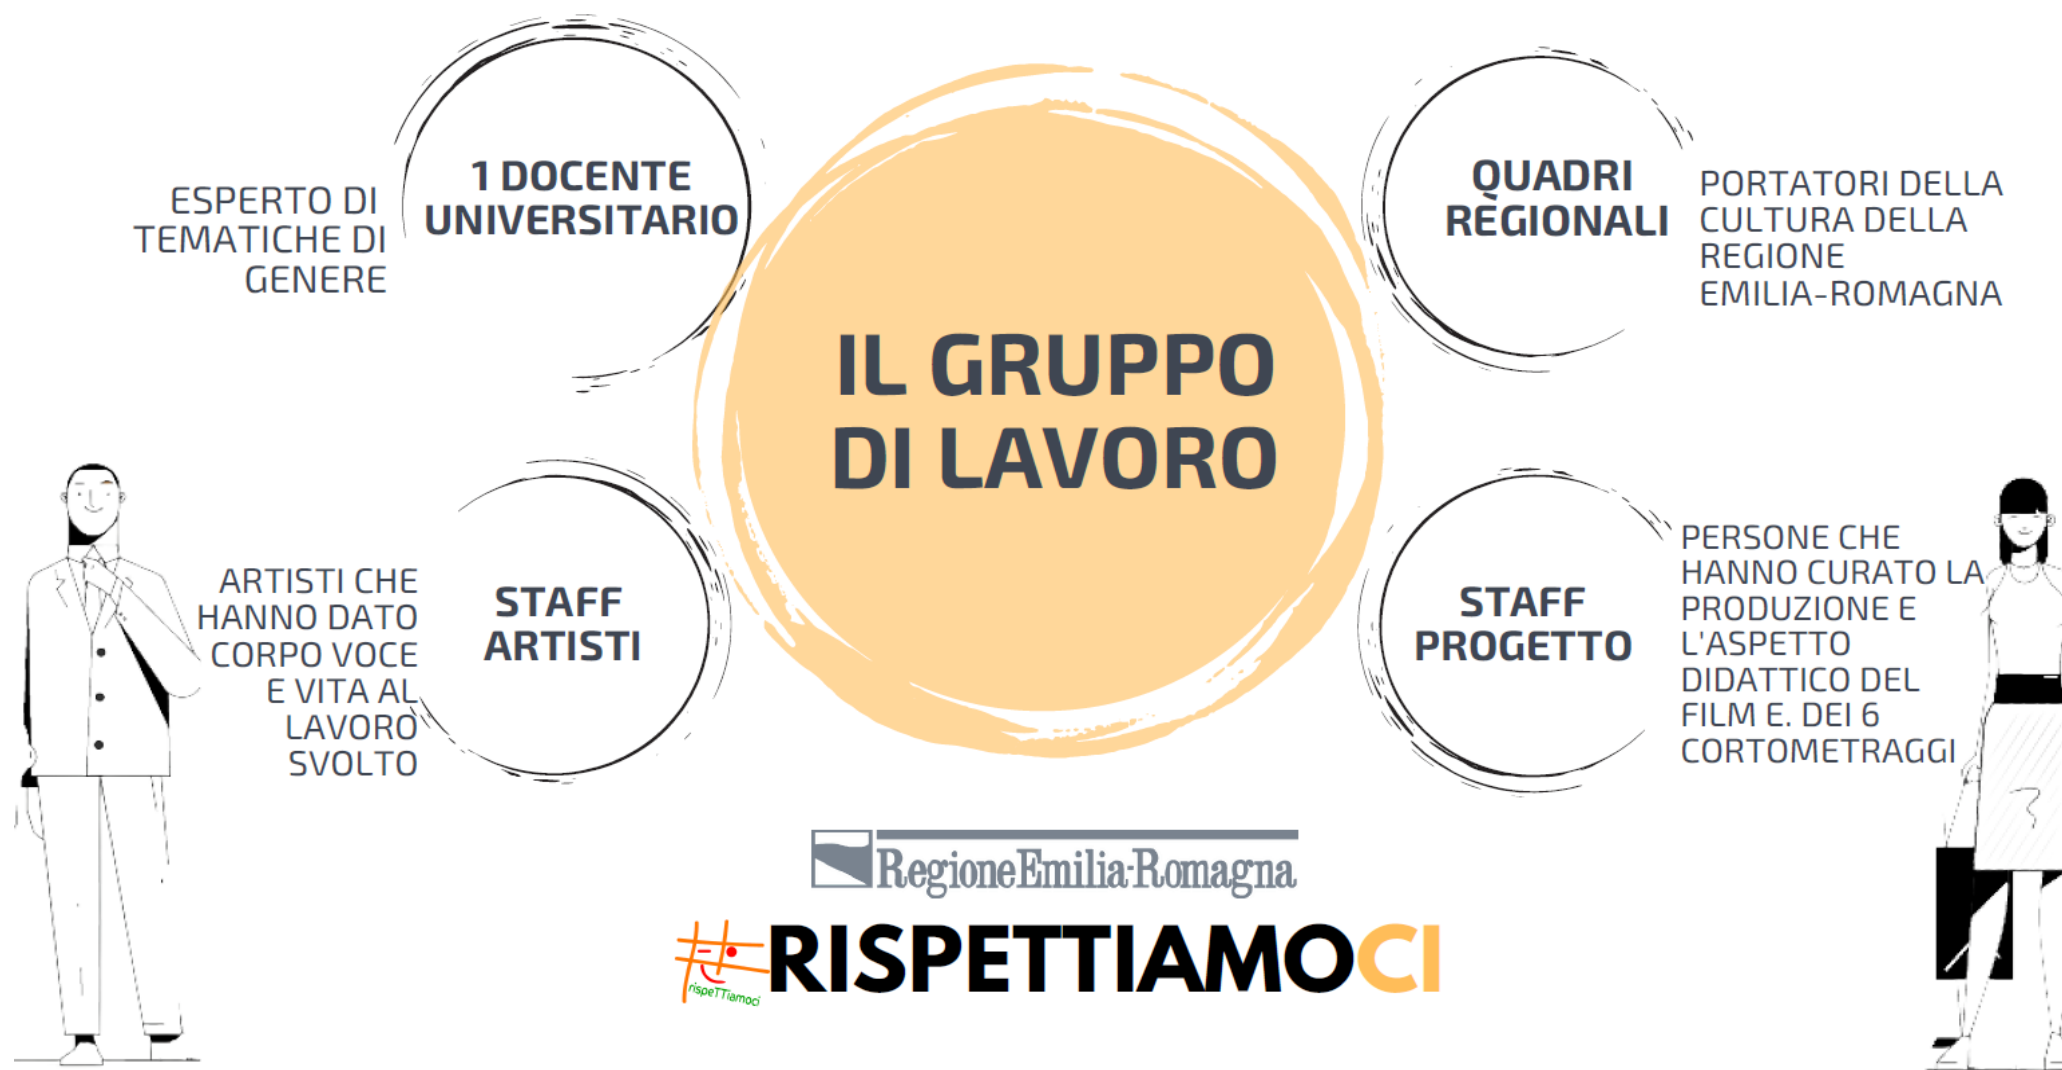 1 DOCENTE
UNIVERSITARIO
ESPERTO DI
TEMATICHE DI
GENERE
QUADRI
REGIONALI
PORTATORI DELLA
CULTURA DELLA
REGIONE
EMILIA-ROMAGNA
IL GRUPPO
DI LAVORO
ARTISTI CHE
HANNO DATO
CORPO VOCE
E VITA AL
LAVORO
SVOLTO
STAFF
ARTISTI
STAFF
PROGETTO
PERSONE CHE
HANNO CURATO LA
PRODUZIONE E
L'ASPETTO
DIDATTICO DEL
FILM E. DEI 6
CORTOMETRAGGI
RegioneEmilia-Romagna
#RISPETTIAMOCI
rispeTTiamoci